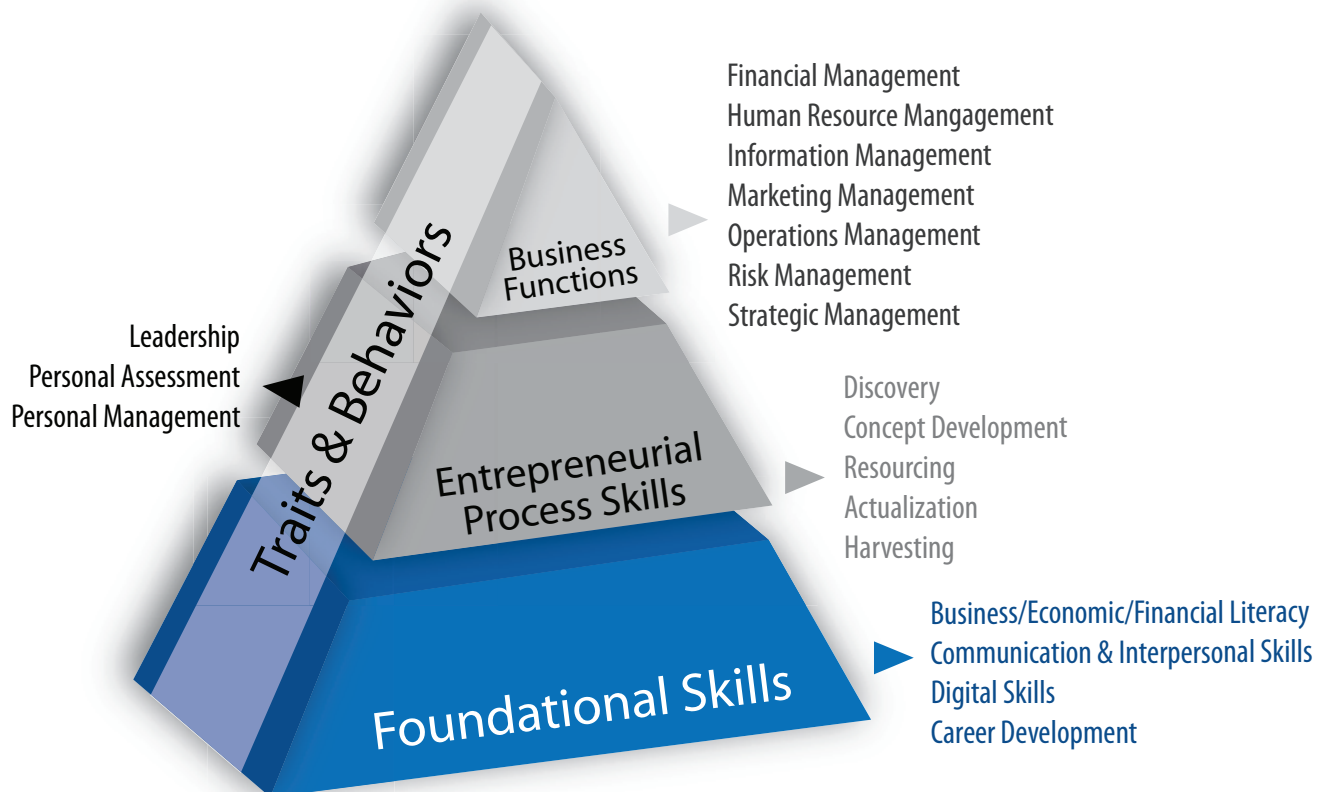 Financial Management
Human Resource Mangagement
Information Management
Marketing Management
Operations Management
Risk Management
Strategic Management
Business
Functions
Traits & Behaviors
Leadership
Personal Assessment
Personal Management
Discovery
Concept Development
Resourcing
Actualization
Harvesting
Entrepreneurial
Process Skills
Business/Economic/Financial Literacy
Communication & Interpersonal Skills
Digital Skills
Career Development
Foundational Skills